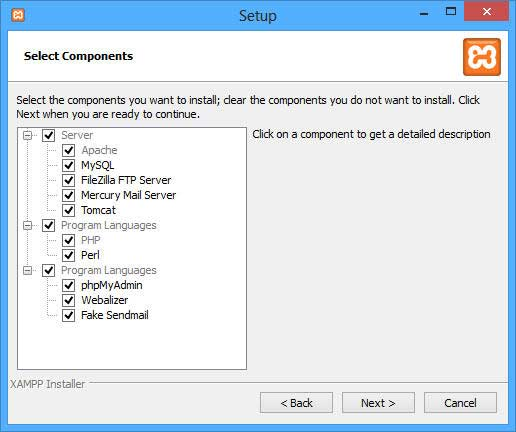 Setup
Select Components
Select the components you want to install; clear the components you do not want to install. Click
Next when you are ready to continue.
Server
Apache
MySQL
FileZilla FTP Server
Mercury Mail Server
Tomcat
Program Languages
PHP
Perl
Program Languages
phpMyAdmin
Webalizer
Fake Sendmail
Click on a component to get a detailed description
XAMPP Installer
< Back
Next >
Cancel